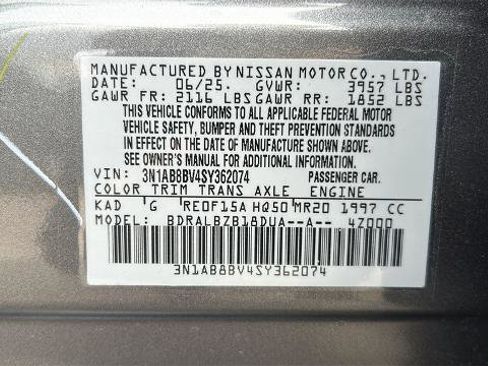 MANUFACTURED BY NISSAN MOTOR CO., LTD.
DATE: 06/25. GVWR: 3957 LBS
GAWR FR: 2116 LBS GAWR RR: 1852 LBS
THIS VEHICLE CONFORMS TO ALL APPLICABLE FEDERAL MOTOR
VEHICLE SAFETY, BUMPER AND THEFT PREVENTION STANDARDS
IN EFFECT ON THE DATE OF MANUFACTURE SHOWN ABOVE.
SEE OWNER'S MANUAL FOR ADDITIONAL INFORMATION.
VIN: 3N1AB8BV4SY362074 PASSENGER CAR.
COLOR TRIM TRANS AXLE ENGINE
KAD G RE0F15A HQ50 MR20 1997 CC
MODEL: BDRALBZB18DUA--A-- 4Z000
3N1AB8BV4SY362074